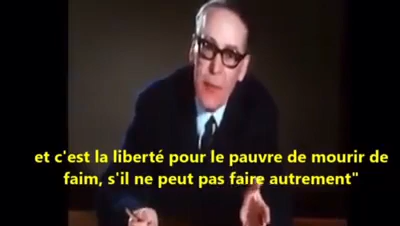 et c'est la liberté pour le pauvre de mourir de
faim, s'il ne peut pas faire autrement"